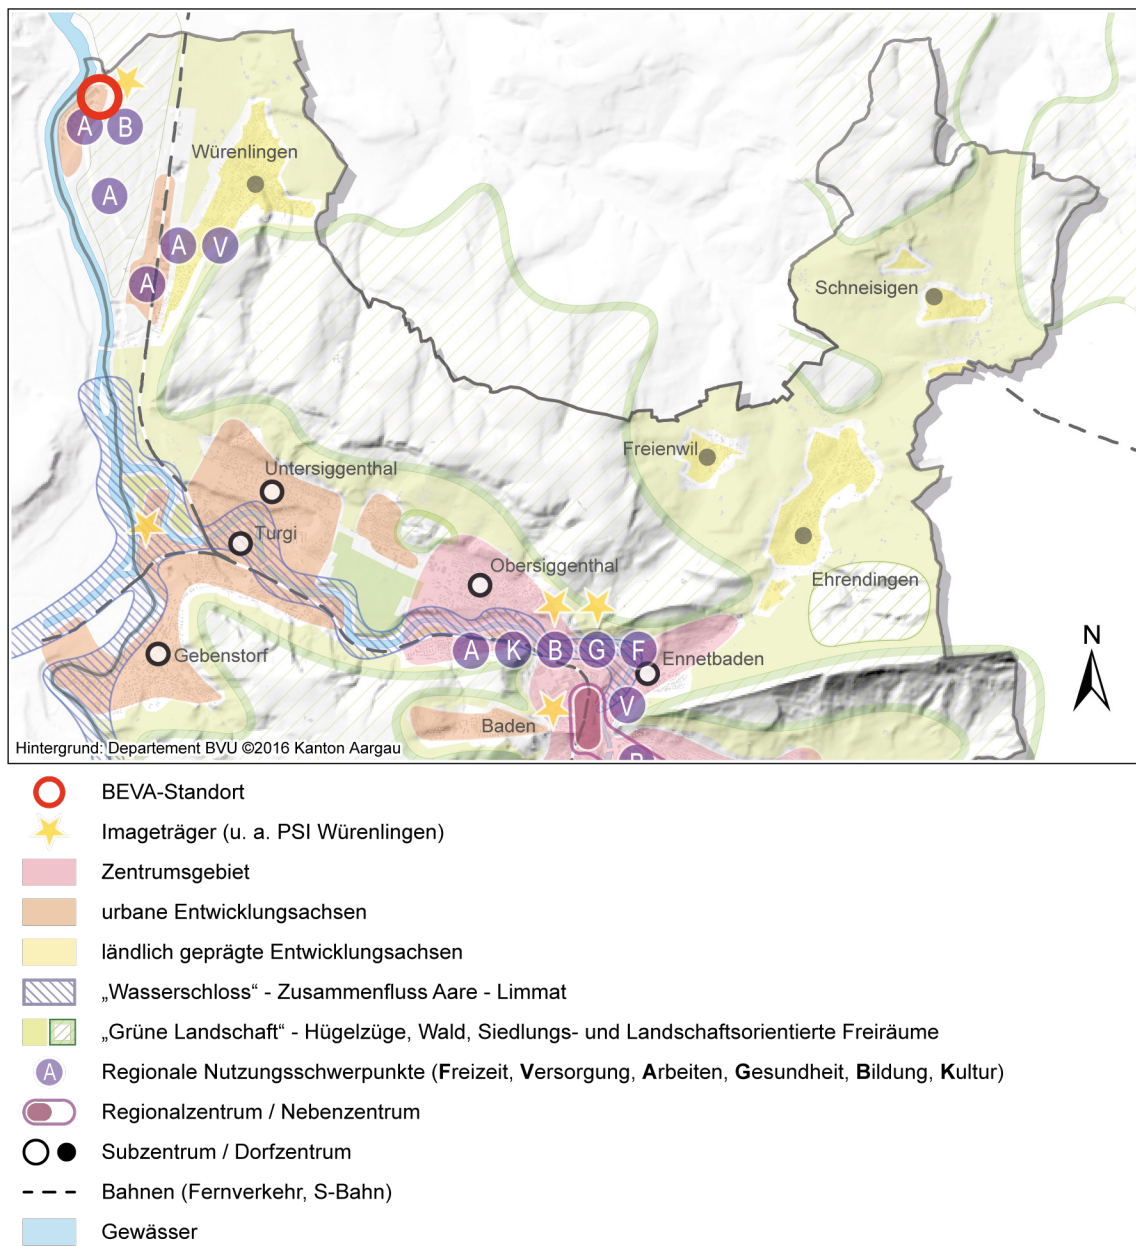 A B
Würenlingen
A
A V
A
Schneisigen
Freienwil
Untersiggenthal
Turgi
Obersiggenthal
Ehrendingen
A K B G F
Gebenstorf
Ennetbaden
N
V
Baden
Hintergrund: Departement BVU ©2016 Kanton Aargau
BEVA-Standort
Imageträger (u. a. PSI Würenlingen)
Zentrumsgebiet
urbane Entwicklungsachsen
ländlich geprägte Entwicklungsachsen
„Wasserschloss“ - Zusammenfluss Aare - Limmat
„Grüne Landschaft“ - Hügelzüge, Wald, Siedlungs- und Landschaftsorientierte Freiräume
A Regionale Nutzungsschwerpunkte (Freizeit, Versorgung, Arbeiten, Gesundheit, Bildung, Kultur)
Regionalzentrum / Nebenzentrum
Subzentrum / Dorfzentrum
Bahnen (Fernverkehr, S-Bahn)
Gewässer